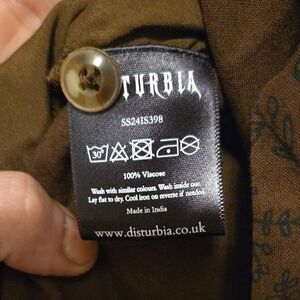 TURBIA
SS24IS398
30°
100% Viscose
Wash with similar colours. Wash inside out.
Lay flat to dry. Cool iron on reverse if needed.
Made in India
www.disturbia.co.uk